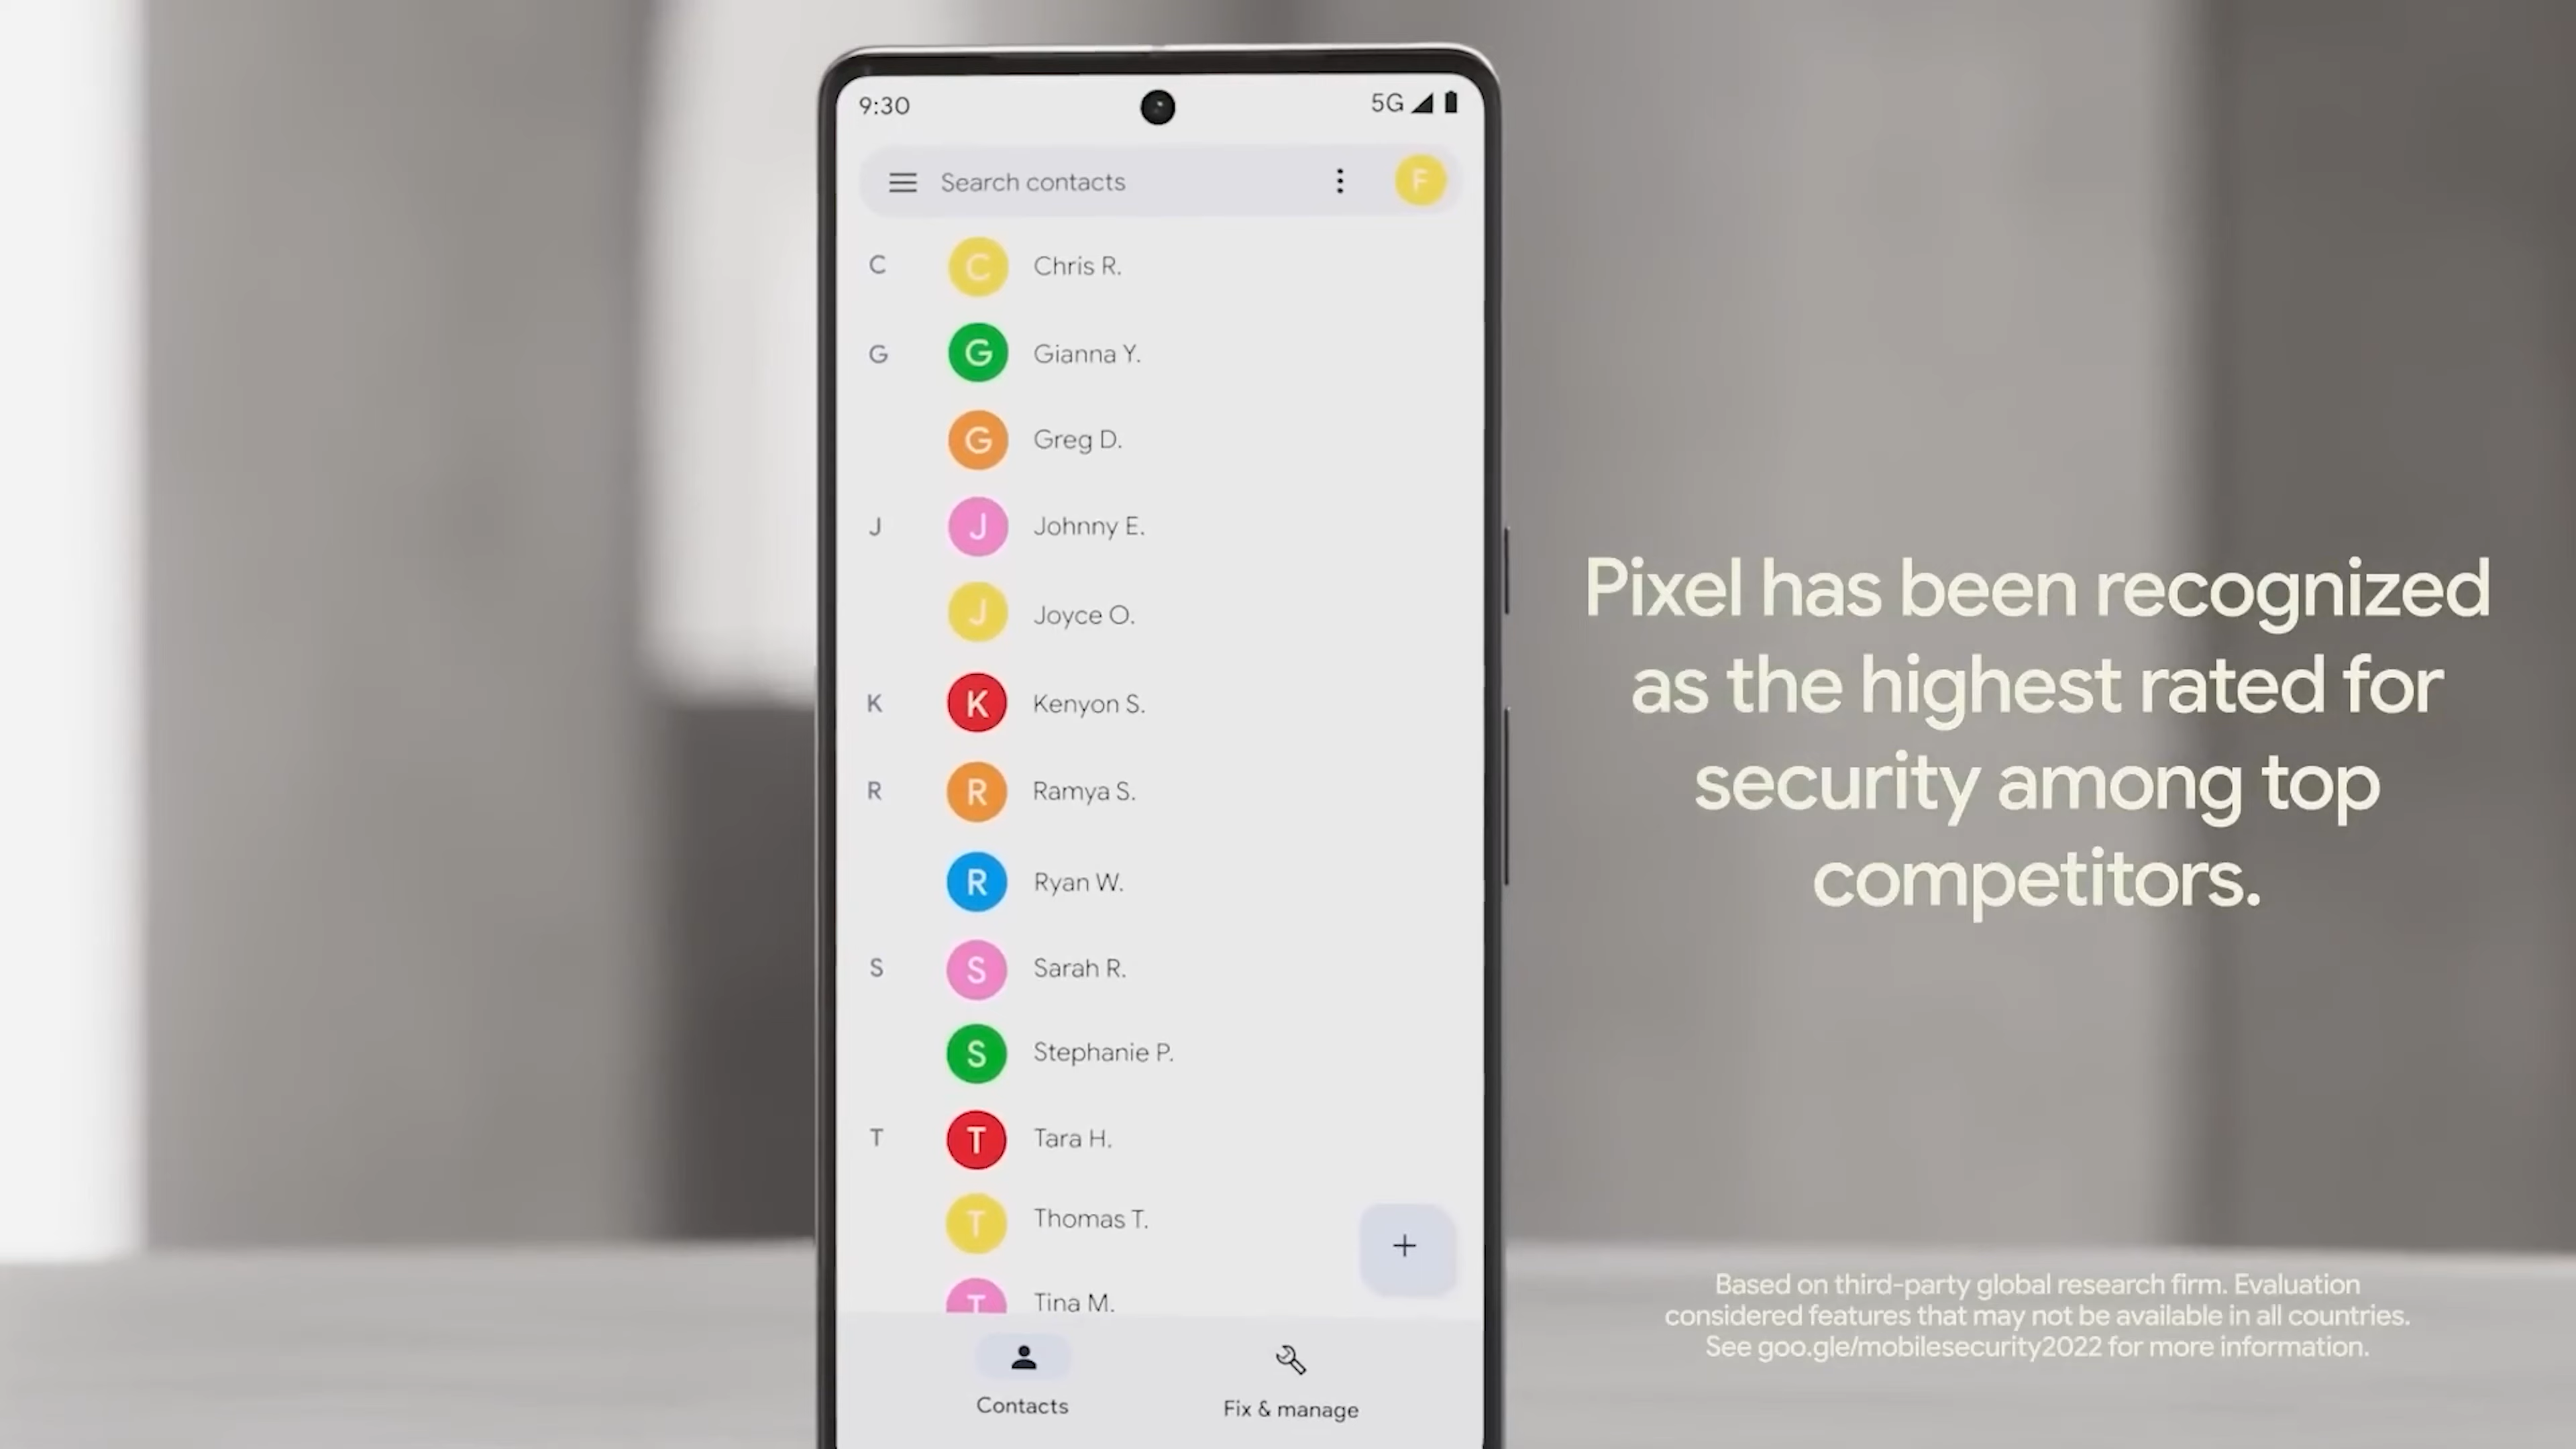 9:30
5G
Search contacts
F
C
C
Chris R.
G
G
Gianna Y.
G
Greg D.
J
J
Johnny E.
J
Joyce O.
K
K
Kenyon S.
R
R
Ramya S.
R
Ryan W.
S
S
Sarah R.
S
Stephanie P.
T
T
Tara H.
T
Thomas T.
T
Tina M.
Contacts
Fix & manage
Pixel has been recognized
as the highest rated for
security among top
competitors.
Based on third-party global research firm. Evaluation
considered features that may not be available in all countries.
See goo.gle/mobilesecurity2022 for more information.